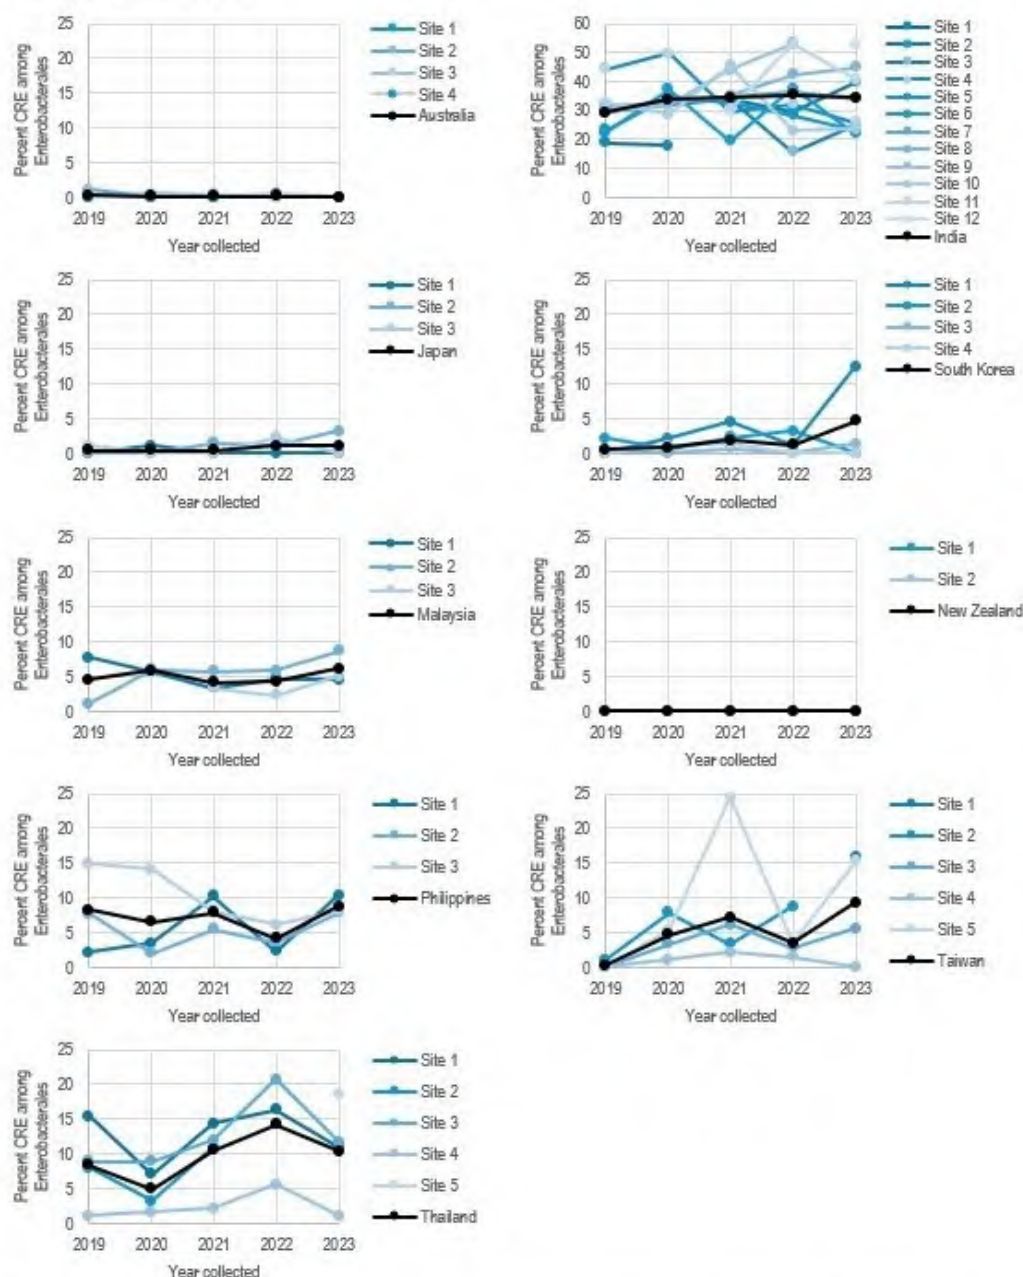 Percent CRE among
Enterobacterales
25
20
15
10
5
0
2019 2020 2021 2022 2023
Year collected
Site 1
Site 2
Site 3
Site 4
Australia
Percent CRE among
Enterobacterales
60
50
40
30
20
10
0
2019 2020 2021 2022 2023
Year collected
Site 1
Site 2
Site 3
Site 4
Site 5
Site 6
Site 7
Site 8
Site 9
Site 10
Site 11
Site 12
India
Percent CRE among
Enterobacterales
25
20
15
10
5
0
2019 2020 2021 2022 2023
Year collected
Site 1
Site 2
Site 3
Japan
Percent CRE among
Enterobacterales
25
20
15
10
5
0
2019 2020 2021 2022 2023
Year collected
Site 1
Site 2
Site 3
Site 4
South Korea
Percent CRE among
Enterobacterales
25
20
15
10
5
0
2019 2020 2021 2022 2023
Year collected
Site 1
Site 2
Site 3
Malaysia
Percent CRE among
Enterobacterales
25
20
15
10
5
0
2019 2020 2021 2022 2023
Year collected
Site 1
Site 2
New Zealand
Percent CRE among
Enterobacterales
25
20
15
10
5
0
2019 2020 2021 2022 2023
Year collected
Site 1
Site 2
Site 3
Philippines
Percent CRE among
Enterobacterales
25
20
15
10
5
0
2019 2020 2021 2022 2023
Year collected
Site 1
Site 2
Site 3
Site 4
Site 5
Taiwan
Percent CRE among
Enterobacterales
25
20
15
10
5
0
2019 2020 2021 2022 2023
Year collected
Site 1
Site 2
Site 3
Site 4
Site 5
Thailand